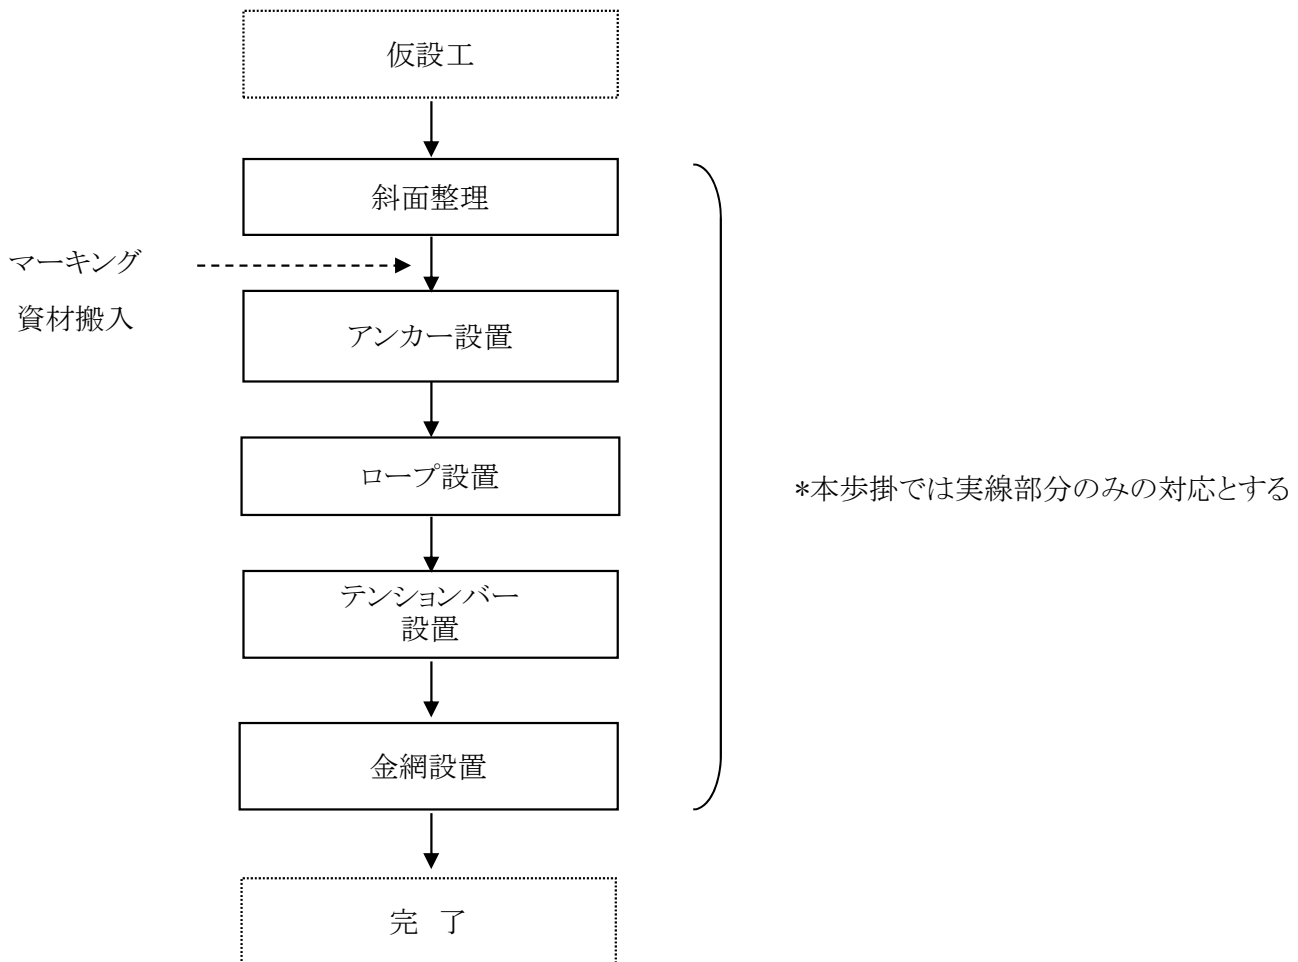 仮設工
斜面整理
マーキング
資材搬入
アンカー設置
ロープ設置
*本歩掛では実線部分のみの対応とする
テンションバー
設置
金網設置
完 了